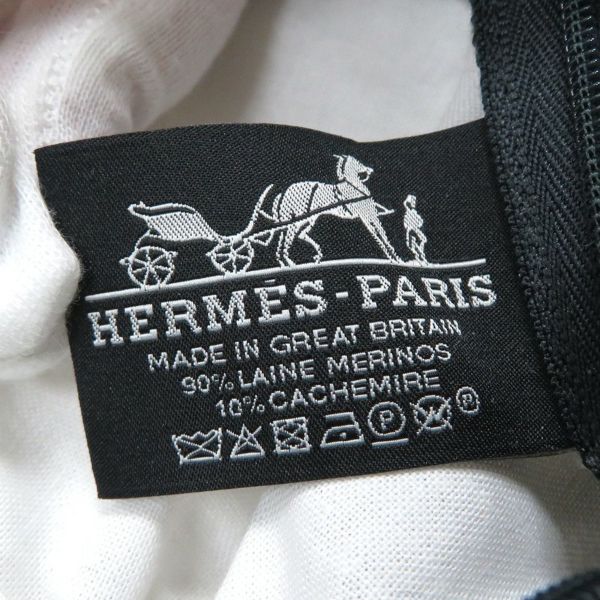 HERMÈS-PARIS
MADE IN GREAT BRITAIN
90% LAINE MERINOS
10% CACHEMIRE
P P